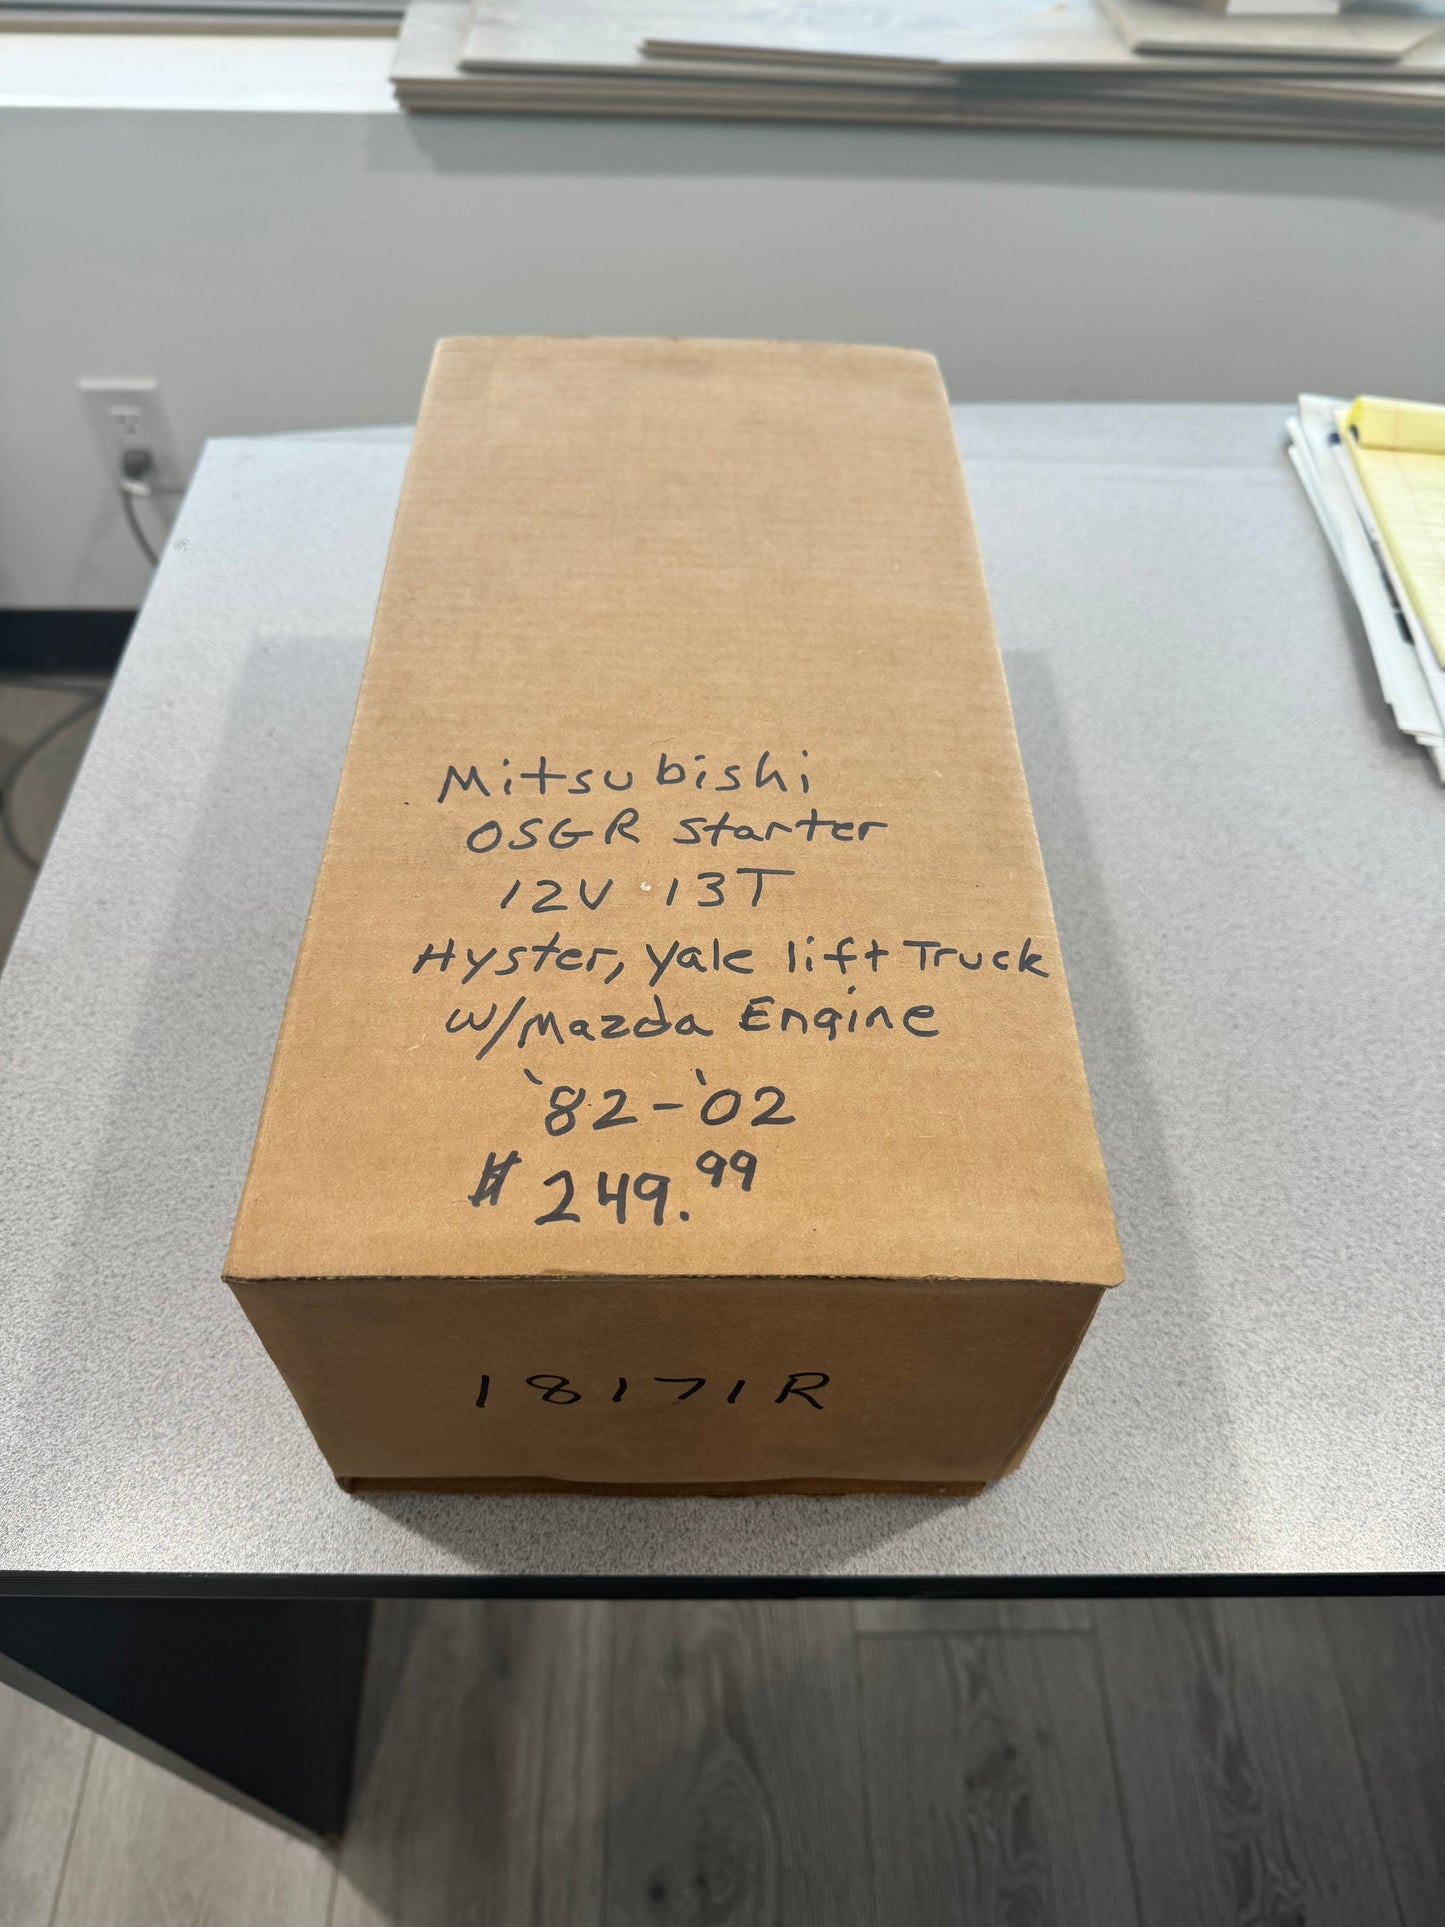 Mitsubishi
OSGR Starter
12V 13T
Hyster, Yale lift Truck
w/Mazda Engine
'82-'02
$249.99
18171R